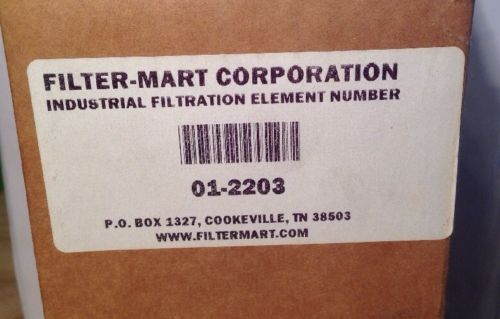 FILTER-MART CORPORATION
INDUSTRIAL FILTRATION ELEMENT NUMBER
01-2203
P.O. BOX 1327, COOKEVILLE, TN 38503
WWW.FILTERMART.COM